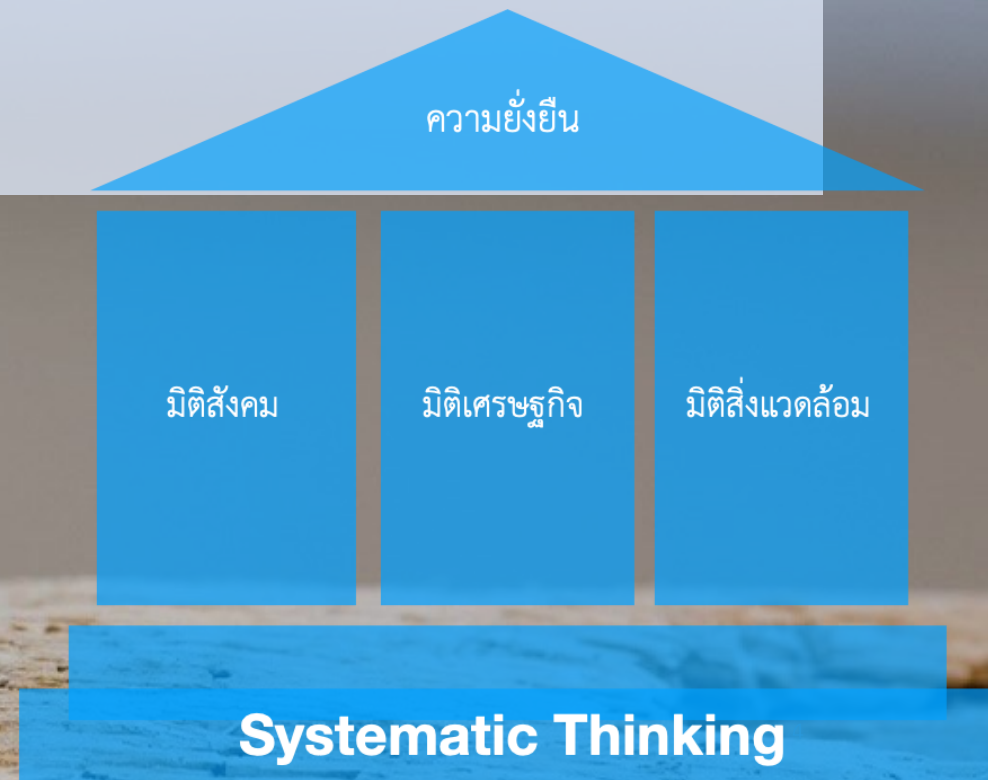 ความยั่งยืน
มิติสังคม
มิติเศรษฐกิจ
มิติสิ่งแวดล้อม
Systematic Thinking